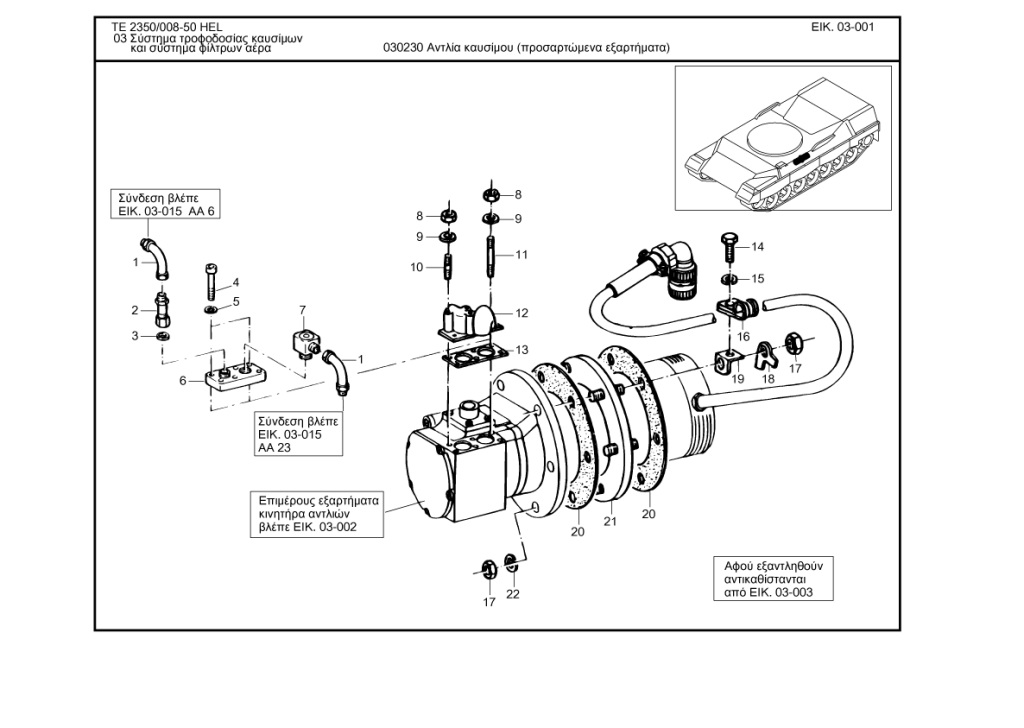 TE 2350/008-50 HEL
ΕΙΚ. 03-001
03 Σύστημα τροφοδοσίας καυσίμων
και σύστημα φίλτρων αέρα
030230 Αντλία καυσίμου (προσαρτώμενα εξαρτήματα)
Σύνδεση βλέπε
ΕΙΚ. 03-015 ΑΑ 6
8
8
9
9
10
11
1
2
3
4
5
6
7
1
12
13
14
15
16
17
18
19
Σύνδεση βλέπε
ΕΙΚ. 03-015
ΑΑ 23
Επιμέρους εξαρτήματα
κινητήρα αντλιών
βλέπε ΕΙΚ. 03-002
20
21
20
17
22
Αφού εξαντληθούν
αντικαθίστανται
από ΕΙΚ. 03-003